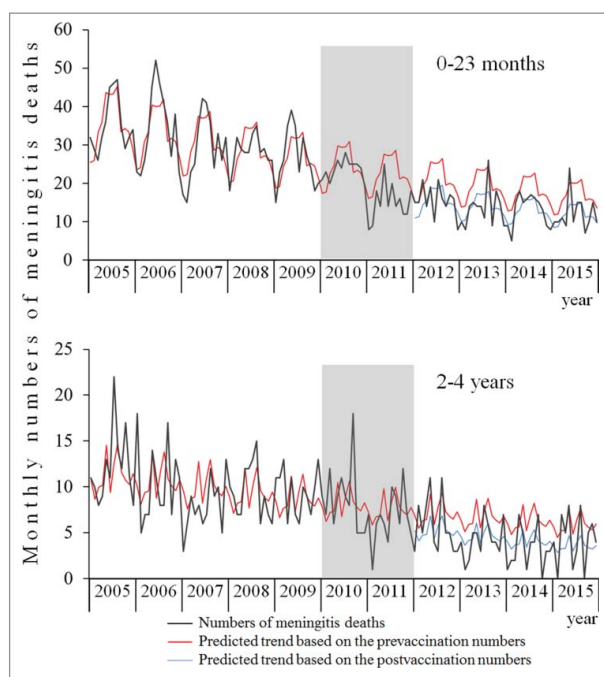 Monthly numbers of meningitis deaths
60
50
40
30
20
10
0
0-23 months
2005 2006 2007 2008 2009 2010 2011 2012 2013 2014 2015
year
25
20
15
10
5
0
2-4 years
2005 2006 2007 2008 2009 2010 2011 2012 2013 2014 2015
year
Numbers of meningitis deaths
Predicted trend based on the prevaccination numbers
Predicted trend based on the postvaccination numbers